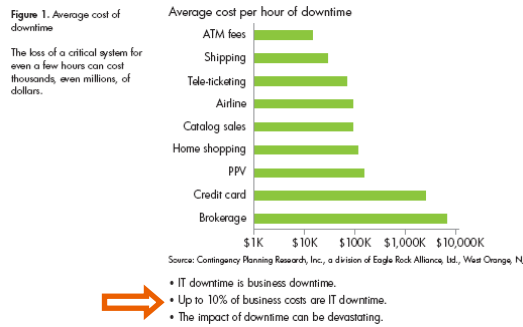 Figure 1. Average cost of
downtime
The loss of a critical system for
even a few hours can cost
thousands, even millions, of
dollars.
Average cost per hour of downtime
ATM fees
Shipping
Tele-ticketing
Airline
Catalog sales
Home shopping
PPV
Credit card
Brokerage
$1K $10K $100K $1,000K $10,000K
Source: Contingency Planning Research, Inc., a division of Eagle Rock Alliance, Ltd., West Orange, N
• IT downtime is business downtime.
• Up to 10% of business costs are IT downtime.
• The impact of downtime can be devastating.